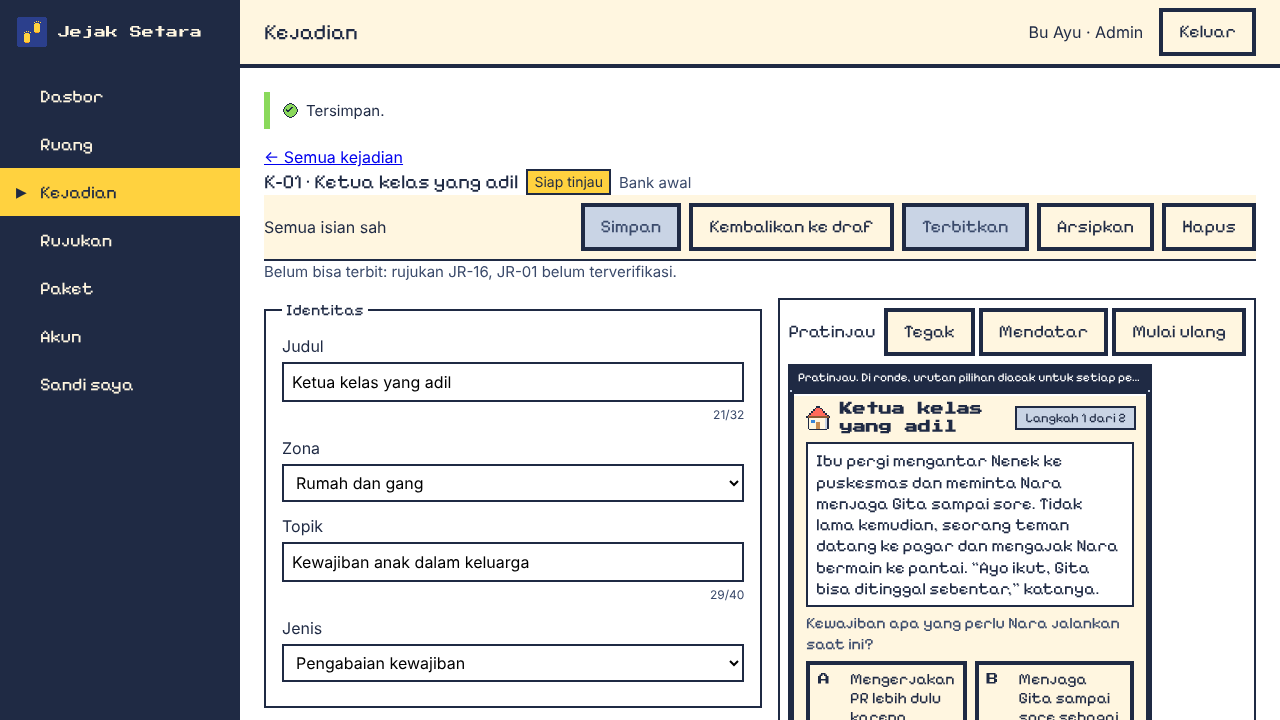 Jejak Setara
Dasbor
Ruang
Kejadian
Rujukan
Paket
Akun
Sandi saya
Kejadian
Bu Ayu · Admin
Keluar
Tersimpan.
← Semua kejadian
K-01 · Ketua kelas yang adil
Siap tinjau
Bank awal
Semua isian sah
Simpan
Kembalikan ke draf
Terbitkan
Arsipkan
Hapus
Belum bisa terbit: rujukan JR-16, JR-01 belum terverifikasi.
Identitas
Judul
Ketua kelas yang adil
21/32
Zona
Rumah dan gang
Topik
Kewajiban anak dalam keluarga
29/40
Jenis
Pengabaian kewajiban
Pratinjau
Tegak
Mendatar
Mulai ulang
Pratinjau. Di ronde, urutan pilihan diacak untuk setiap pe...
Ketua kelas
yang adil
Langkah 1 dari 2
Ibu pergi mengantar Nenek ke
puskesmas dan meminta Nara
menjaga Gita sampai sore. Tidak
lama kemudian, seorang teman
datang ke pagar dan mengajak Nara
bermain ke pantai. “Ayo ikut, Gita
bisa ditinggal sebentar,” katanya.
Kewajiban apa yang perlu Nara jalankan
saat ini?
A
Mengerjakan
PR lebih dulu
karena
B
Menjaga
Gita sampai
sore sebagai